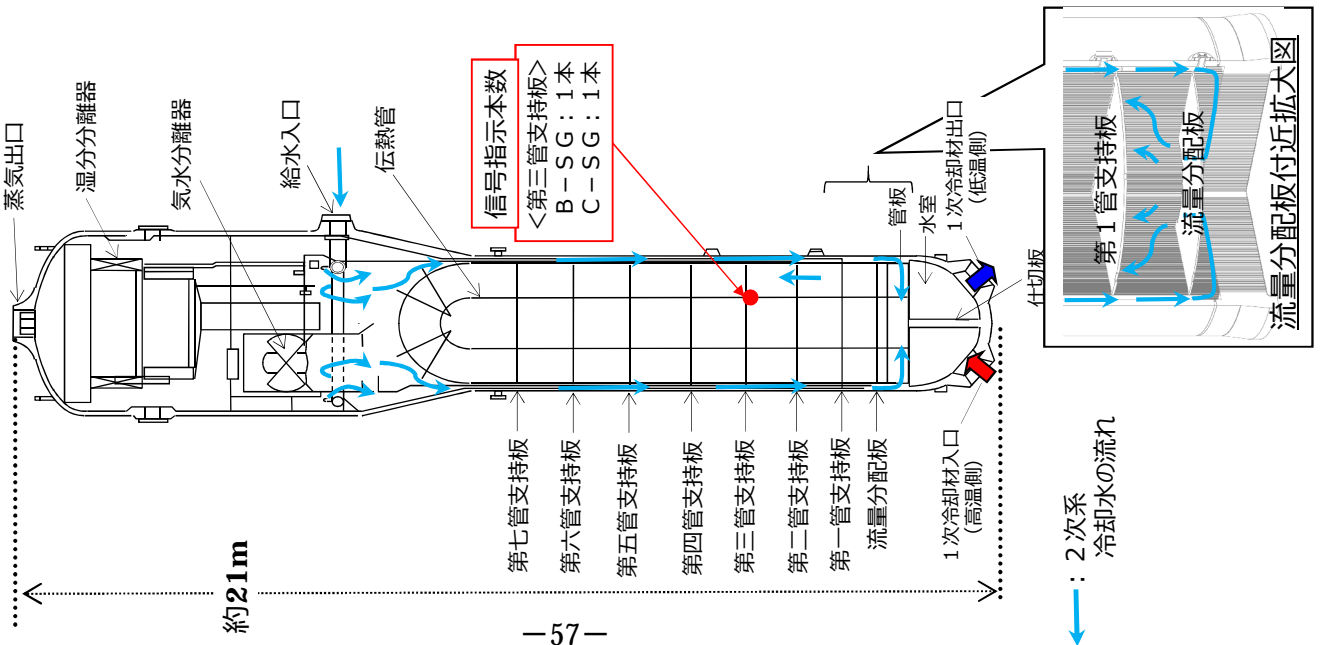 蒸気出口
湿分分離器
気水分離器
給水入口
伝熱管
信号指示本数
<第三管支持板>
B－SG：1本
C－SG：1本
管板
水室
1次冷却材出口
(低温側)
仕切板
約21m
第七管支持板
第六管支持板
第五管支持板
第四管支持板
第三管支持板
第二管支持板
第一管支持板
流量分配板
1次冷却材入口
(高温側)
：2次系
冷却水の流れ
第1管支持板
流量分配板
流量分配板付近拡大図
－57－